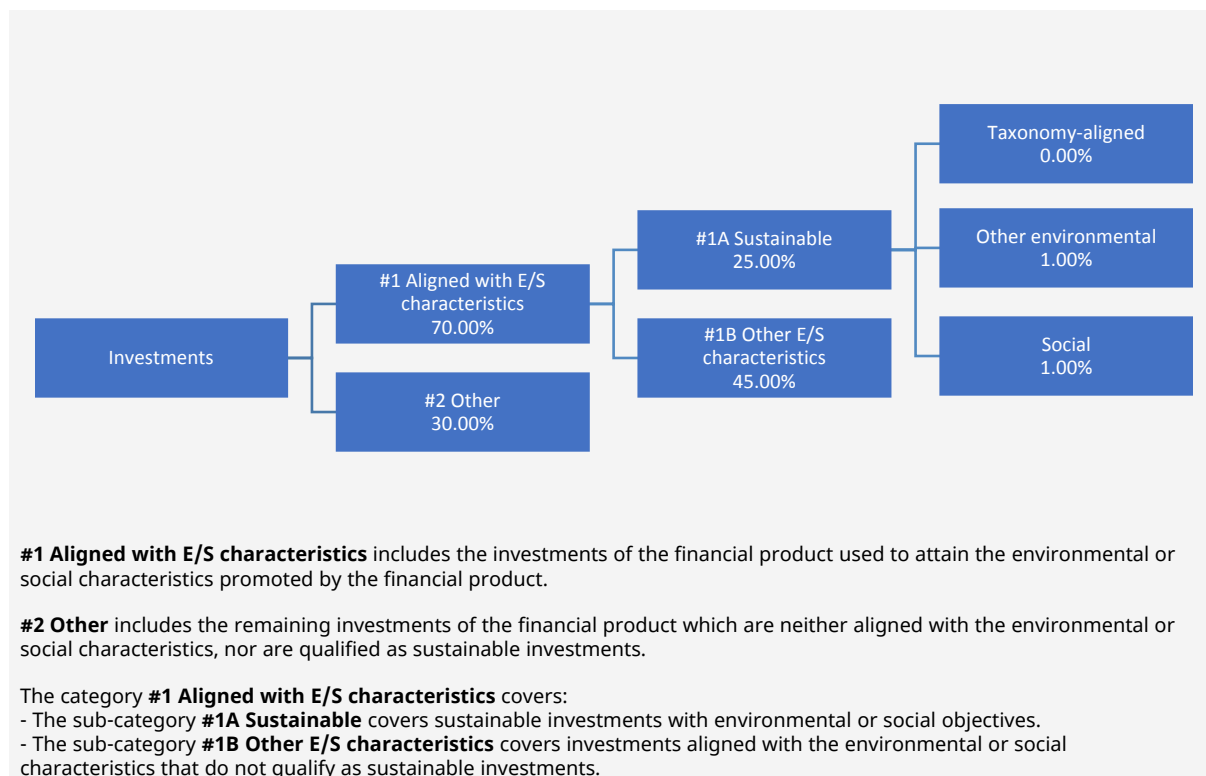 Investments
#1 Aligned with E/S
characteristics
70.00%
#2 Other
30.00%
#1A Sustainable
25.00%
#1B Other E/S
characteristics
45.00%
Taxonomy-aligned
0.00%
Other environmental
1.00%
Social
1.00%
#1 Aligned with E/S characteristics includes the investments of the financial product used to attain the environmental or
social characteristics promoted by the financial product.
#2 Other includes the remaining investments of the financial product which are neither aligned with the environmental or
social characteristics, nor are qualified as sustainable investments.
The category #1 Aligned with E/S characteristics covers:
- The sub-category #1A Sustainable covers sustainable investments with environmental or social objectives.
- The sub-category #1B Other E/S characteristics covers investments aligned with the environmental or social
characteristics that do not qualify as sustainable investments.